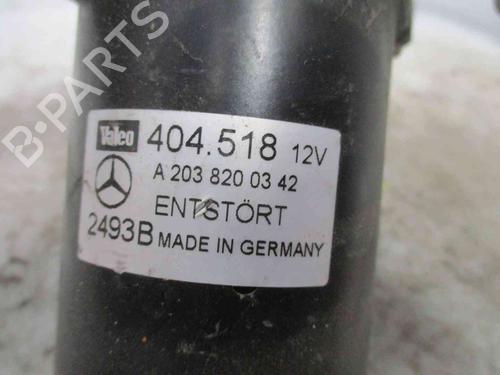 B-PARTS
Valeo 404.518 12V
A 203 820 03 42
ENTSTÖRT
2493B MADE IN GERMANY